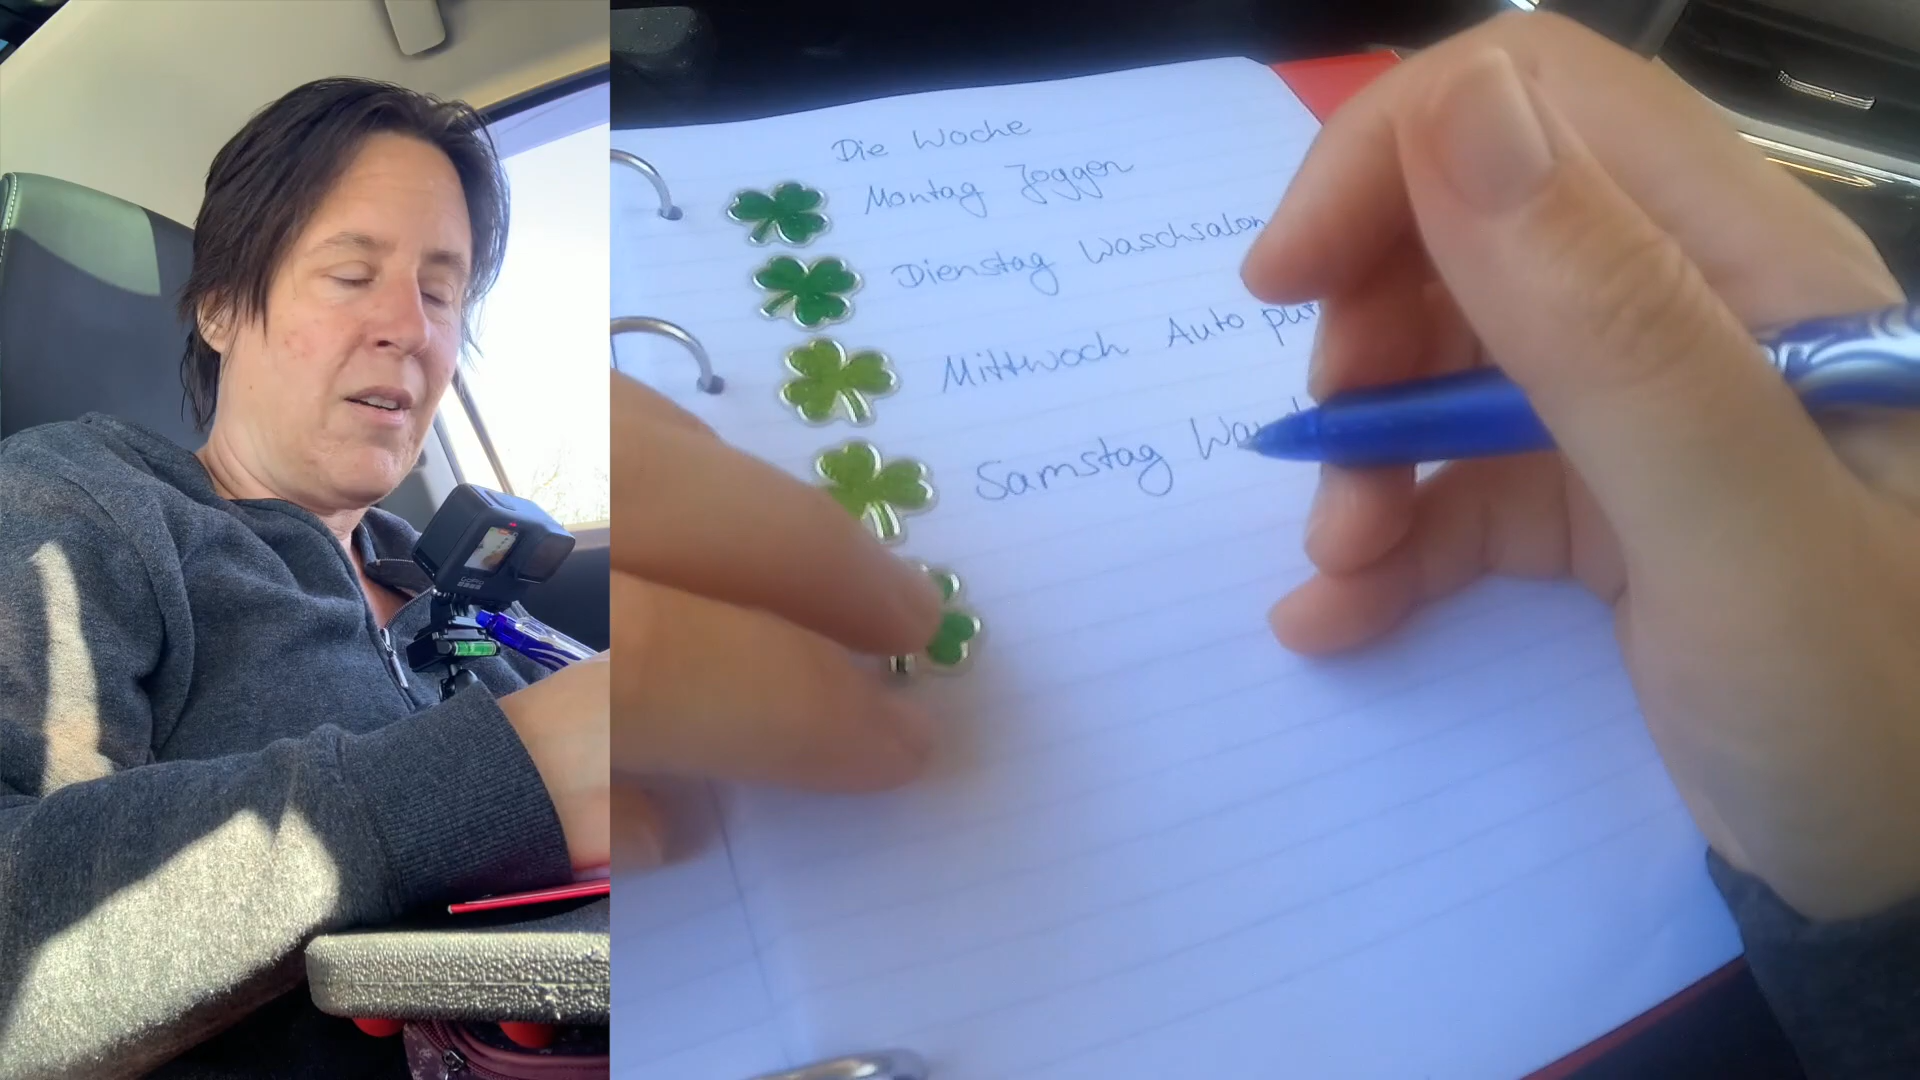 Die Woche
Montag Joggen
Dienstag Waschsalon
Mittwoch Auto
Samstag